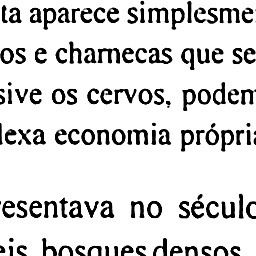 ta aparece simplesme
os e charnecas que se
sive os cervos, podem
lexa economia própria
esentava no século
eis bosques densos